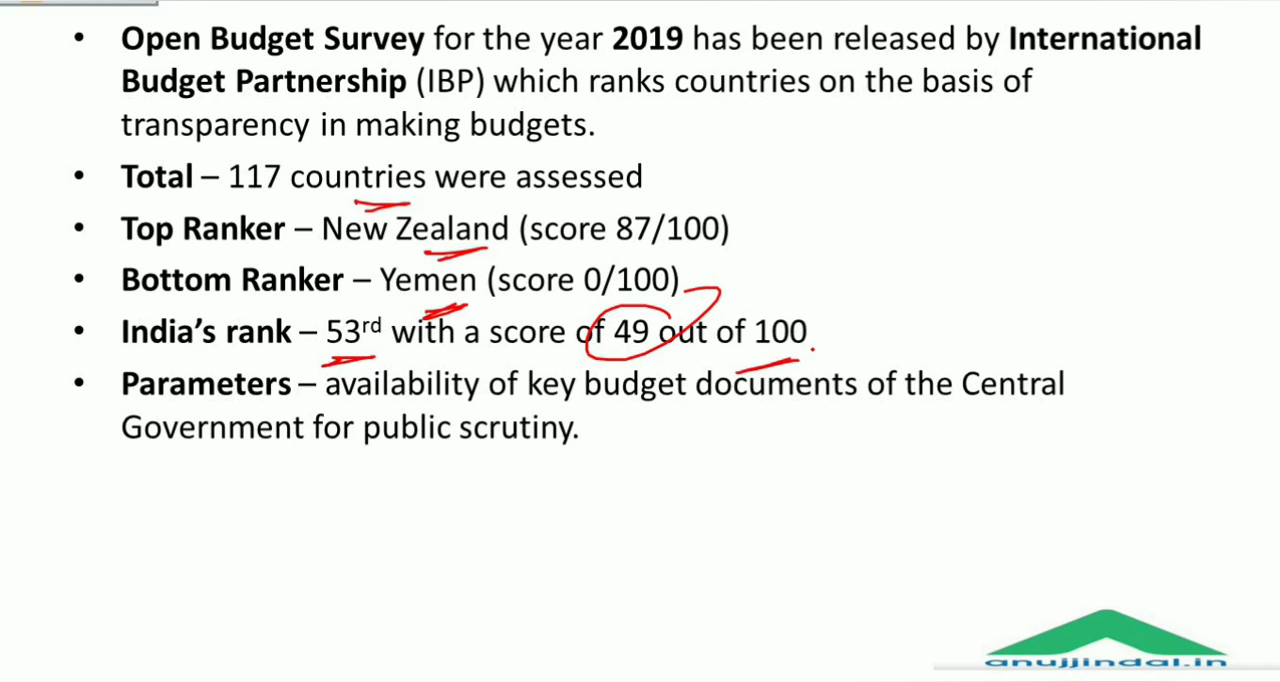 • Open Budget Survey for the year 2019 has been released by International
Budget Partnership (IBP) which ranks countries on the basis of
transparency in making budgets.
• Total – 117 countries were assessed
• Top Ranker – New Zealand (score 87/100)
• Bottom Ranker – Yemen (score 0/100)
• India’s rank – 53rd with a score of 49 out of 100
• Parameters – availability of key budget documents of the Central
Government for public scrutiny.
anujjindal.in